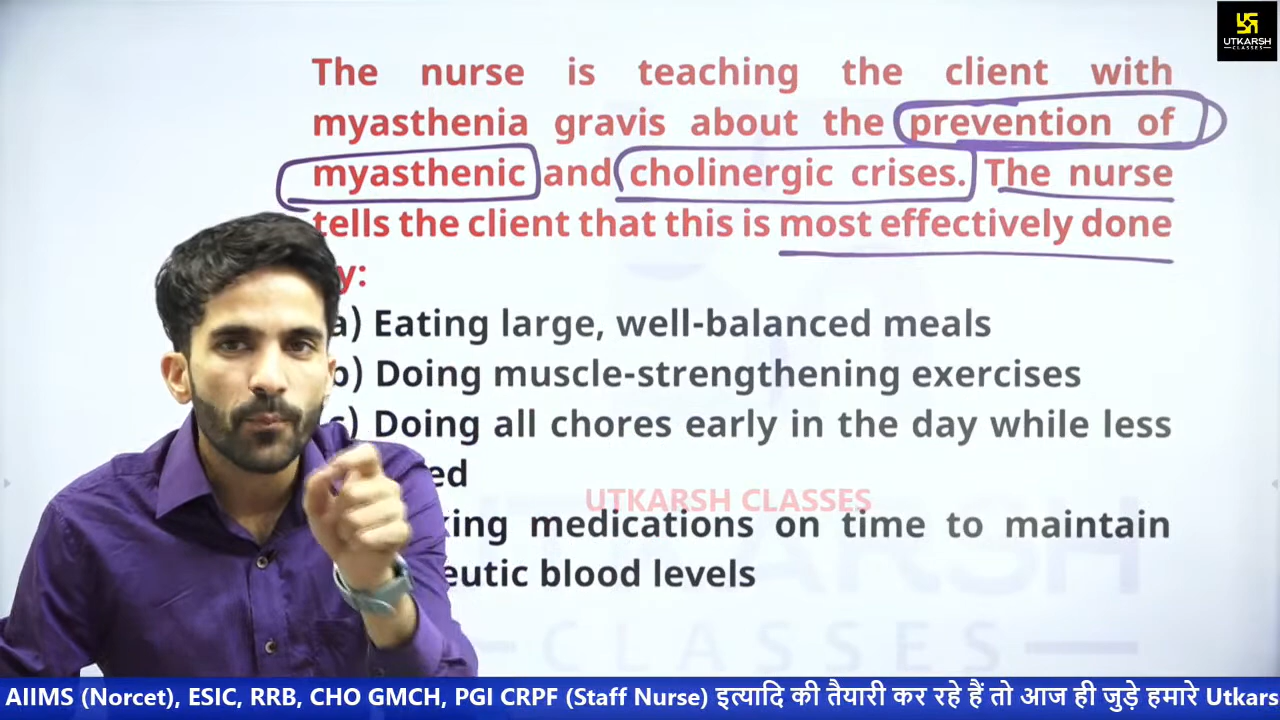 UTKARSH
CLASSES
The nurse is teaching the client with
myasthenia gravis about the prevention of
myasthenic and cholinergic crises. The nurse
tells the client that this is most effectively done
y:
a) Eating large, well-balanced meals
b) Doing muscle-strengthening exercises
c) Doing all chores early in the day while less
UTKARSH CLASSES
medications on time to maintain
blood levels
UTKARSH
CLASSES
AIIMS (Norcet), ESIC, RRB, CHO GMCH, PGI CRPF (Staff Nurse) इत्यादि की तैयारी कर रहे हैं तो आज ही जुड़े हमारे Utkars